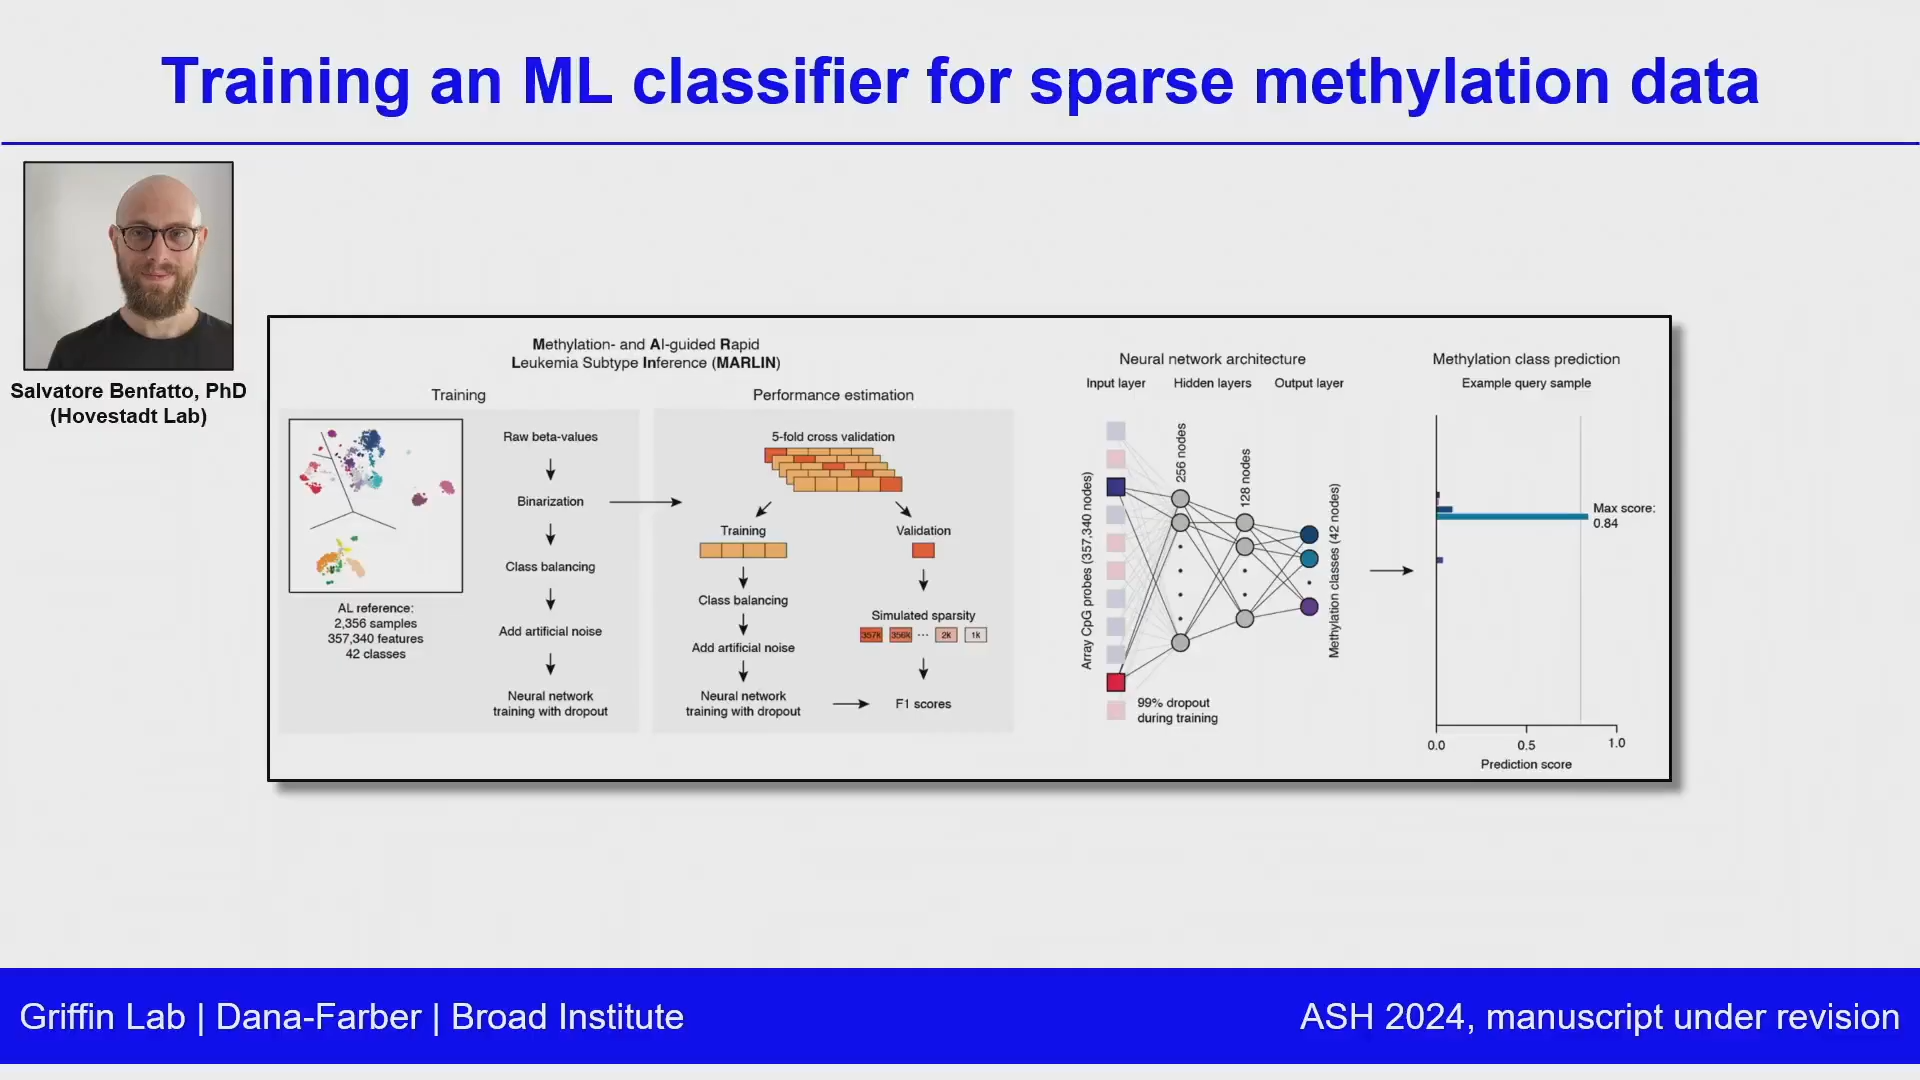 Training an ML classifier for sparse methylation data
Salvatore Benfatto, PhD
(Hovestadt Lab)
Methylation- and AI-guided Rapid
Leukemia Subtype Inference (MARLIN)
Training
AL reference:
2,356 samples
357,340 features
42 classes
Raw beta-values
Binarization
Class balancing
Add artificial noise
Neural network
training with dropout
Performance estimation
5-fold cross validation
Training
Class balancing
Add artificial noise
Neural network
training with dropout
Validation
Simulated sparsity
357k 356k ... 2k 1k
F1 scores
Neural network architecture
Input layer Hidden layers Output layer
Array CpG probes (357,340 nodes)
256 nodes
128 nodes
Methylation classes (42 nodes)
99% dropout
during training
Methylation class prediction
Example query sample
Max score:
0.84
0.0 0.5 1.0
Prediction score
Griffin Lab | Dana-Farber | Broad Institute
ASH 2024, manuscript under revision